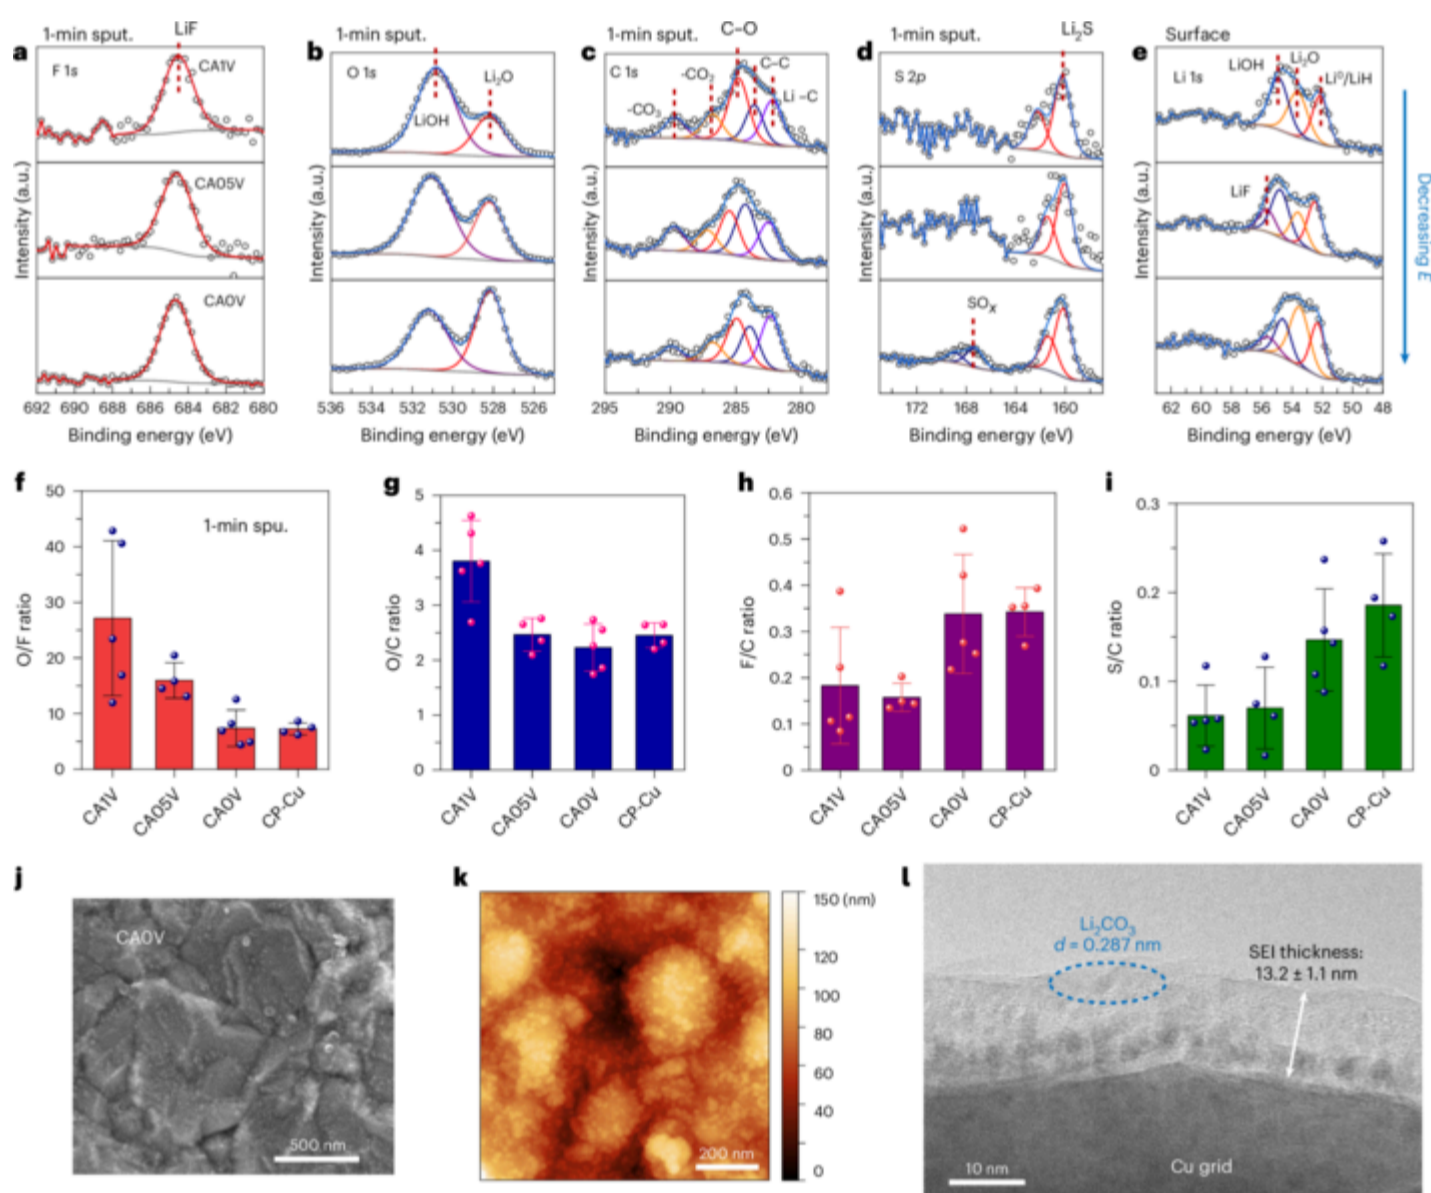 a
1-min sput.
LiF
F 1s
CA1V
CA05V
CA0V
Intensity (a.u.)
692 690 688 686 684 682 680
Binding energy (eV)
b
1-min sput.
O 1s
Li₂O
LiOH
Intensity (a.u.)
536 534 532 530 528 526
Binding energy (eV)
c
1-min sput.
C–O
C 1s
-CO₂
C–C
-CO₃
Li –C
Intensity (a.u.)
295 290 285 280
Binding energy (eV)
d
1-min sput.
Li₂S
S 2p
SOₓ
Intensity (a.u.)
172 168 164 160
Binding energy (eV)
e
Surface
LiOH
Li₂O
Li 1s
Li⁰/LiH
LiF
Intensity (a.u.)
62 60 58 56 54 52 50 48
Binding energy (eV)
Decreasing E
f
1-min spu.
O/F ratio
50
40
30
20
10
0
CA1V CA05V CA0V CP-Cu
g
O/C ratio
5
4
3
2
1
0
CA1V CA05V CA0V CP-Cu
h
F/C ratio
0.6
0.5
0.4
0.3
0.2
0.1
0
CA1V CA05V CA0V CP-Cu
i
S/C ratio
0.3
0.2
0.1
0
CA1V CA05V CA0V CP-Cu
j
CA0V
500 nm
k
150 (nm)
120
100
80
60
40
0
200 nm
l
Li₂CO₃
d = 0.287 nm
SEI thickness:
13.2 ± 1.1 nm
Cu grid
10 nm